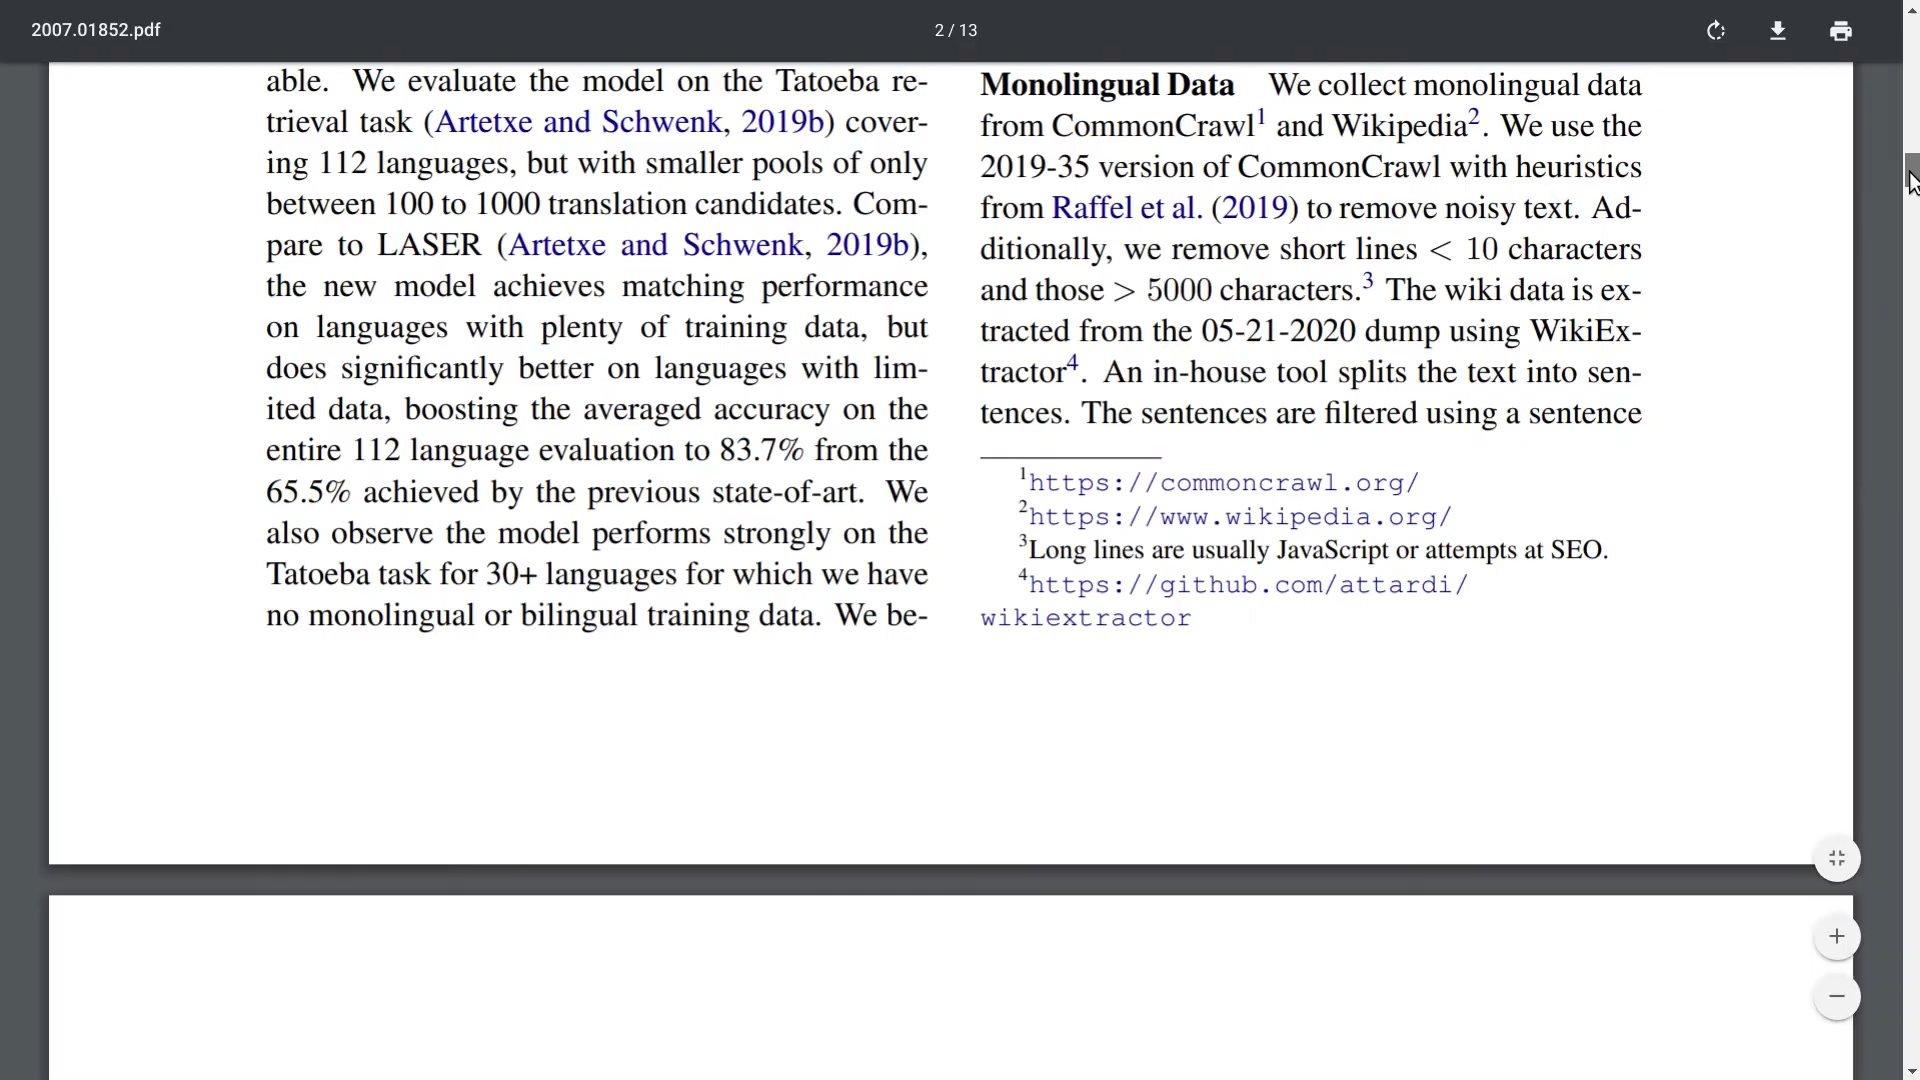 2007.01852.pdf
2 / 13
able. We evaluate the model on the Tatoeba re-
trieval task (Artetxe and Schwenk, 2019b) cover-
ing 112 languages, but with smaller pools of only
between 100 to 1000 translation candidates. Com-
pare to LASER (Artetxe and Schwenk, 2019b),
the new model achieves matching performance
on languages with plenty of training data, but
does significantly better on languages with lim-
ited data, boosting the averaged accuracy on the
entire 112 language evaluation to 83.7% from the
65.5% achieved by the previous state-of-art. We
also observe the model performs strongly on the
Tatoeba task for 30+ languages for which we have
no monolingual or bilingual training data. We be-
Monolingual Data We collect monolingual data
from CommonCrawl¹ and Wikipedia². We use the
2019-35 version of CommonCrawl with heuristics
from Raffel et al. (2019) to remove noisy text. Ad-
ditionally, we remove short lines < 10 characters
and those > 5000 characters.³ The wiki data is ex-
tracted from the 05-21-2020 dump using WikiEx-
tractor⁴. An in-house tool splits the text into sen-
tences. The sentences are filtered using a sentence
¹https://commoncrawl.org/
²https://www.wikipedia.org/
³Long lines are usually JavaScript or attempts at SEO.
⁴https://github.com/attardi/
wikiextractor